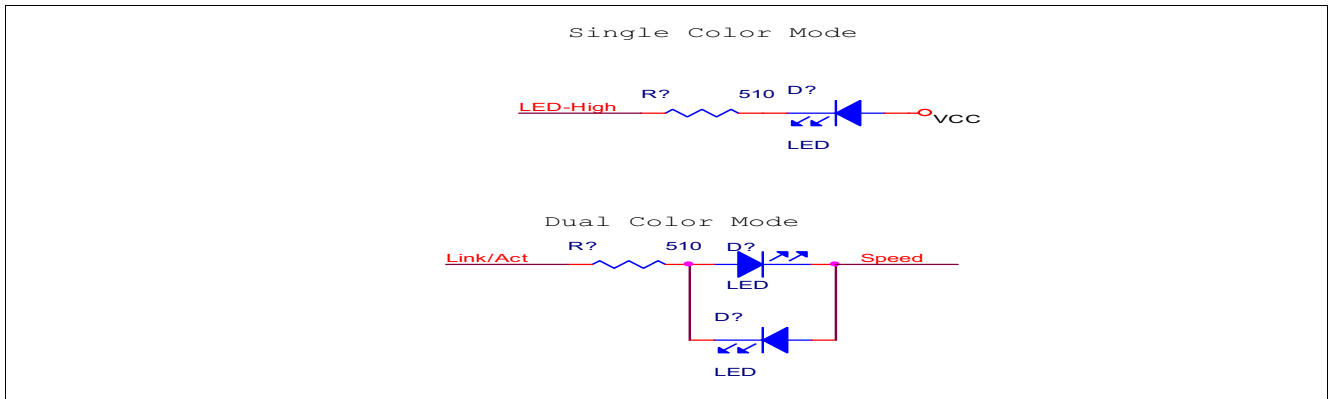 Single Color Mode
R? 510 D?
LED-High
VCC
LED
Dual Color Mode
R? 510 D?
Link/Act Speed
LED
D?
LED